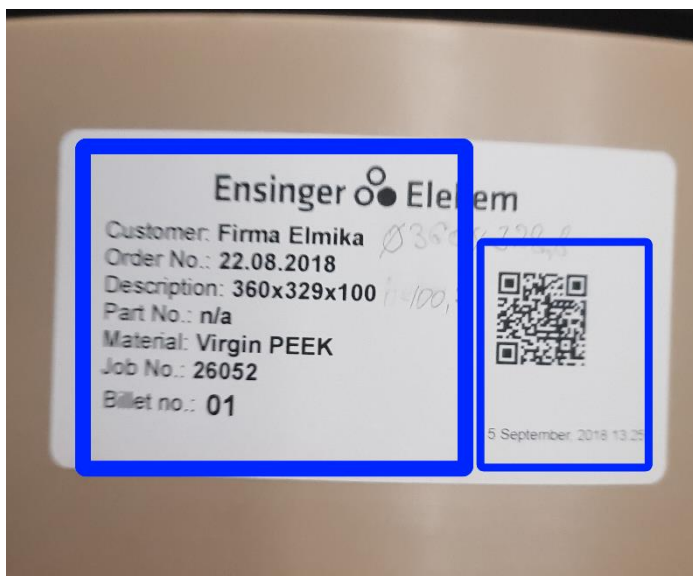 Ensinger Elekem
Customer: Firma Elmika
Order No.: 22.08.2018
Description: 360x329x100
Part No.: n/a
Material: Virgin PEEK
Job No.: 26052
Billet no.: 01
5 September, 2018 13:25